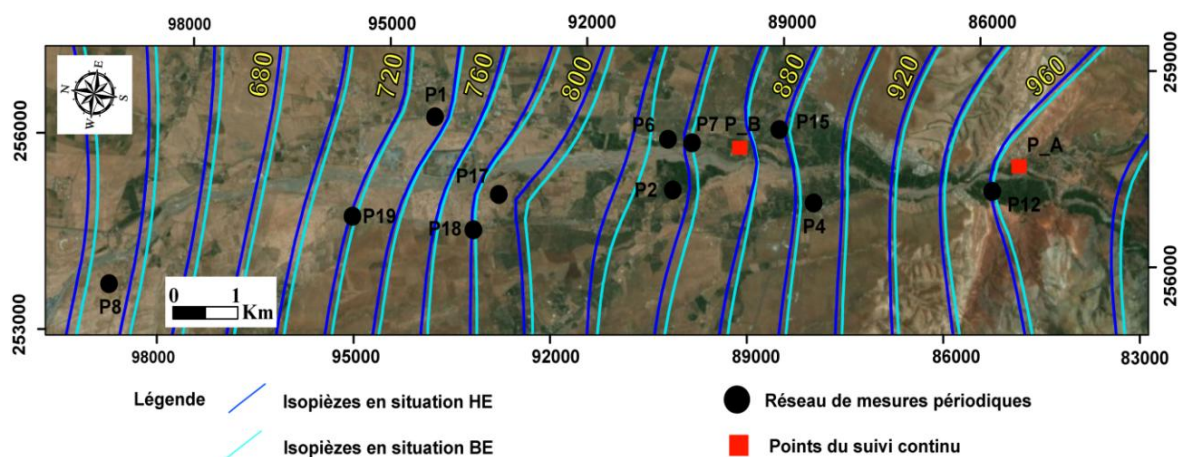 98000 95000 92000 89000 86000
259000
256000
256000
253000
N E
W S
680 720 760 800 880 920 960
P1 P6 P7 P_B P15 P_A
P17 P2 P12
P19 P18 P4
P8
0 1
Km
98000 95000 92000 89000 86000 83000
Légende
Isopièzes en situation HE
Réseau de mesures périodiques
Isopièzes en situation BE
Points du suivi continu